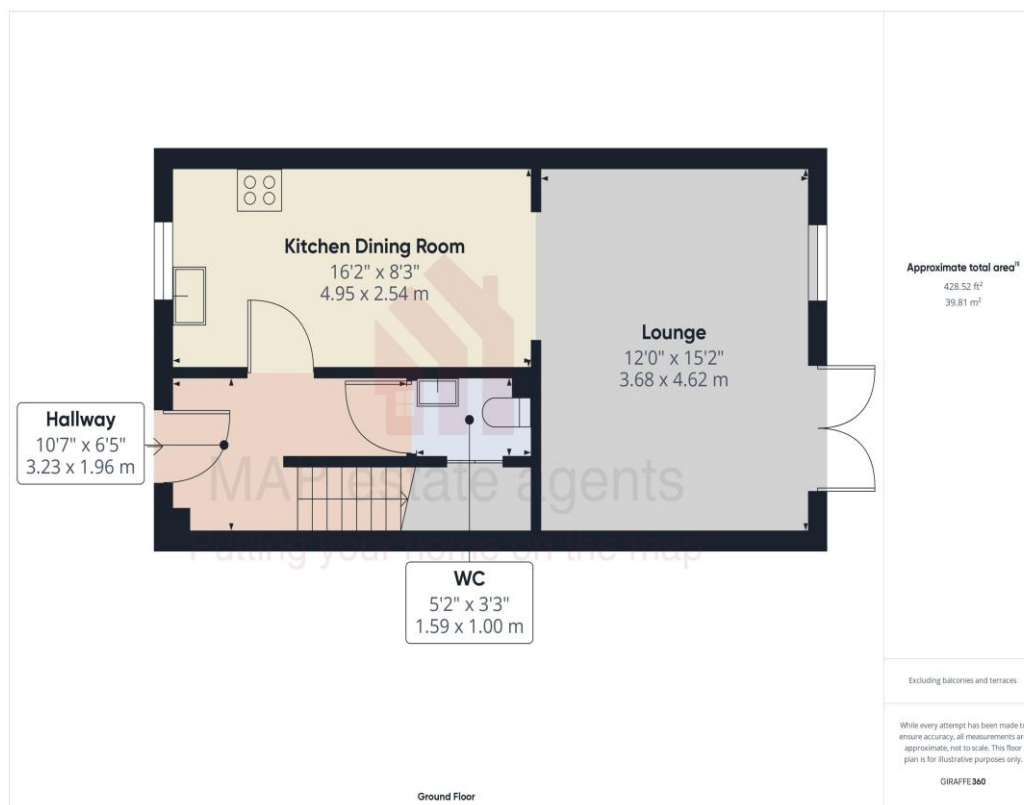 Kitchen Dining Room
16'2" x 8'3"
4.95 x 2.54 m
Lounge
12'0" x 15'2"
3.68 x 4.62 m
Hallway
10'7" x 6'5"
3.23 x 1.96 m
MAP estate agents
Putting your home on the map
WC
5'2" x 3'3"
1.59 x 1.00 m
Ground Floor
Approximate total area⁽¹⁾
428.52 ft²
39.81 m²
Excluding balconies and terraces
While every attempt has been made to
ensure accuracy, all measurements are
approximate, not to scale. This floor
plan is for illustrative purposes only.
GIRAFFE360